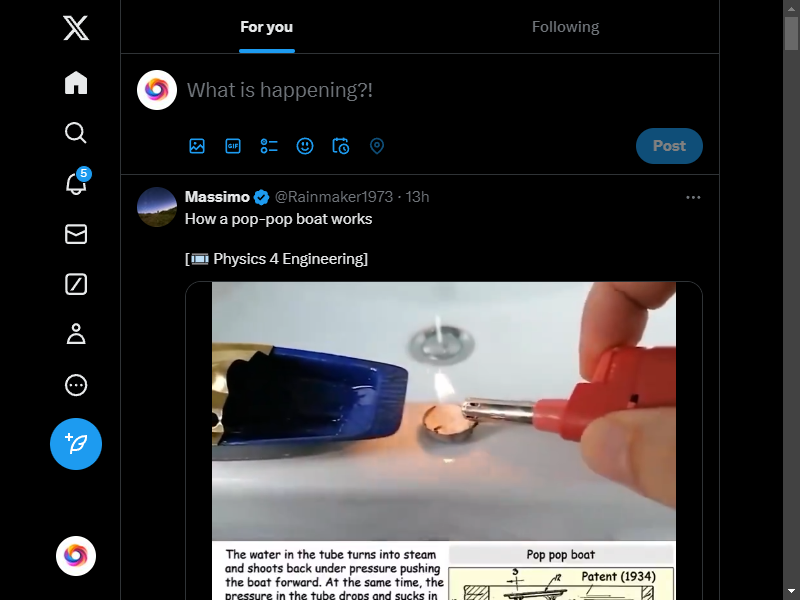 For you
Following
What is happening?!
GIF
Post
5
Massimo @Rainmaker1973 · 13h
How a pop-pop boat works
[🎞 Physics 4 Engineering]
The water in the tube turns into steam
and shoots back under pressure pushing
the boat forward. At the same time, the
pressure in the tube drops and sucks in
Pop pop boat
Patent (1934)